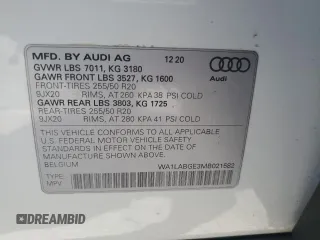 MFD. BY AUDI AG 12 20
GVWR LBS 7011, KG 3180
GAWR FRONT LBS 3527, KG 1600
FRONT-TIRES 255/50 R20
9JX20 RIMS, AT 260 KPA 38 PSI COLD
GAWR REAR LBS 3803, KG 1725
REAR-TIRES 255/50 R20
9JX20 RIMS, AT 280 KPA 41 PSI COLD
Audi
THIS VEHICLE CONFORMS TO ALL APPLICABLE
U.S. FEDERAL MOTOR VEHICLE SAFETY
STANDARDS IN EFFECT ON THE DATE OF
MANUFACTURE SHOWN ABOVE.
BELGIUM
TYPE:
MPV
DREAMBID